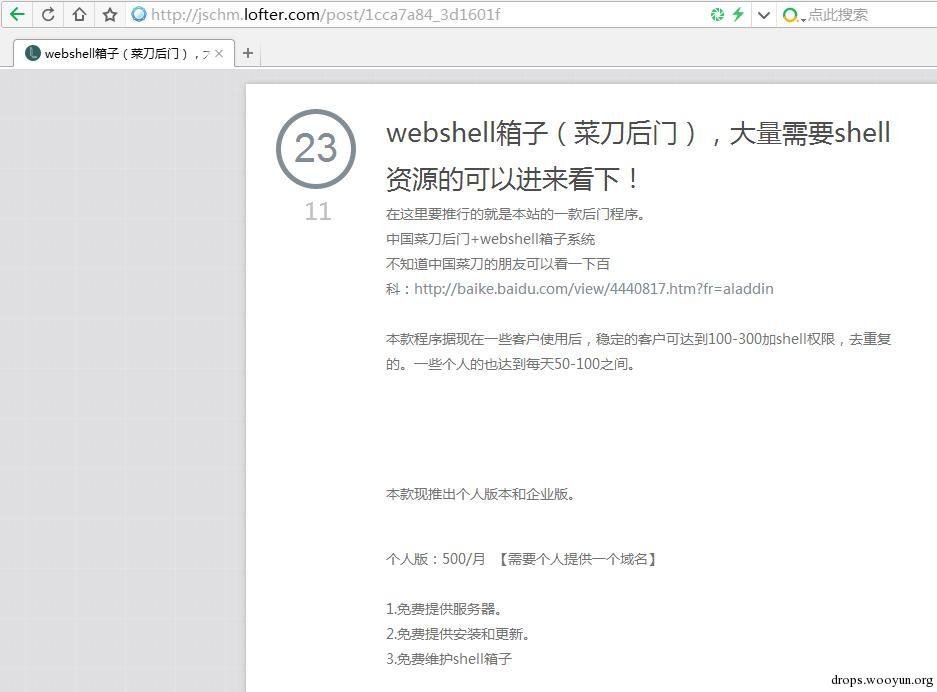 http://jschm.lofter.com/post/1cca7a84_3d1601f
点此搜索
webshell箱子（菜刀后门），
23
11
webshell箱子（菜刀后门），大量需要shell
资源的可以进来看下！
在这里要推行的就是本站的一款后门程序。
中国菜刀后门+webshell箱子系统
不知道中国菜刀的朋友可以看一下百
科：http://baike.baidu.com/view/4440817.htm?fr=aladdin
本款程序据现在一些客户使用后，稳定的客户可达到100-300加shell权限，去重复
的。一些个人的也达到每天50-100之间。
本款现推出个人版本和企业版。
个人版：500/月 【需要个人提供一个域名】
1.免费提供服务器。
2.免费提供安装和更新。
3.免费维护shell箱子
drops.wooyun.org